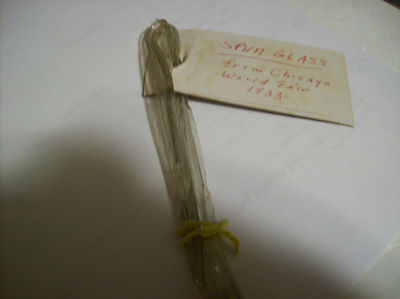 SPUN GLASS
from Chicago
World Fair
1933